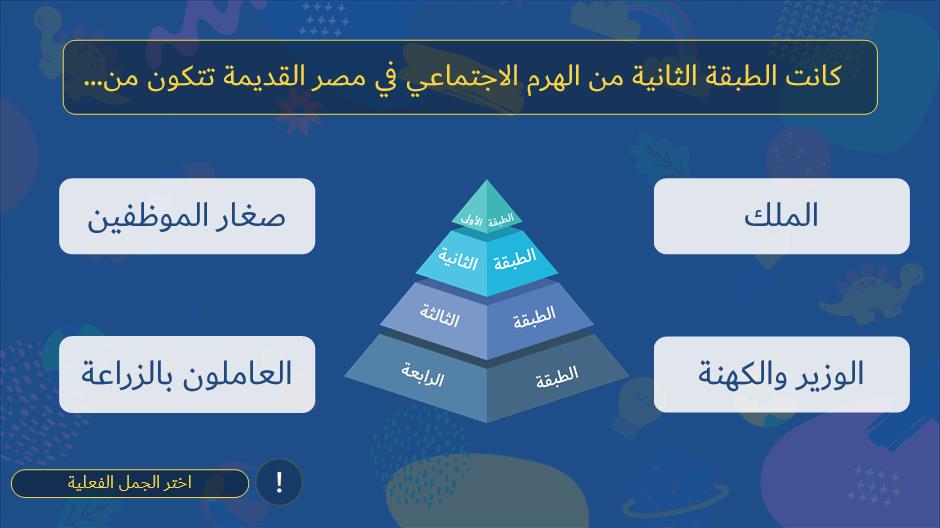 كانت الطبقة الثانية من الهرم الاجتماعي في مصر القديمة تتكون من...
الملك
صغار الموظفين
الطبقة الأولى
الطبقة الثانية
الطبقة الثالثة
الطبقة الرابعة
الوزير والكهنة
العاملون بالزراعة
!
اختر الجمل الفعلية